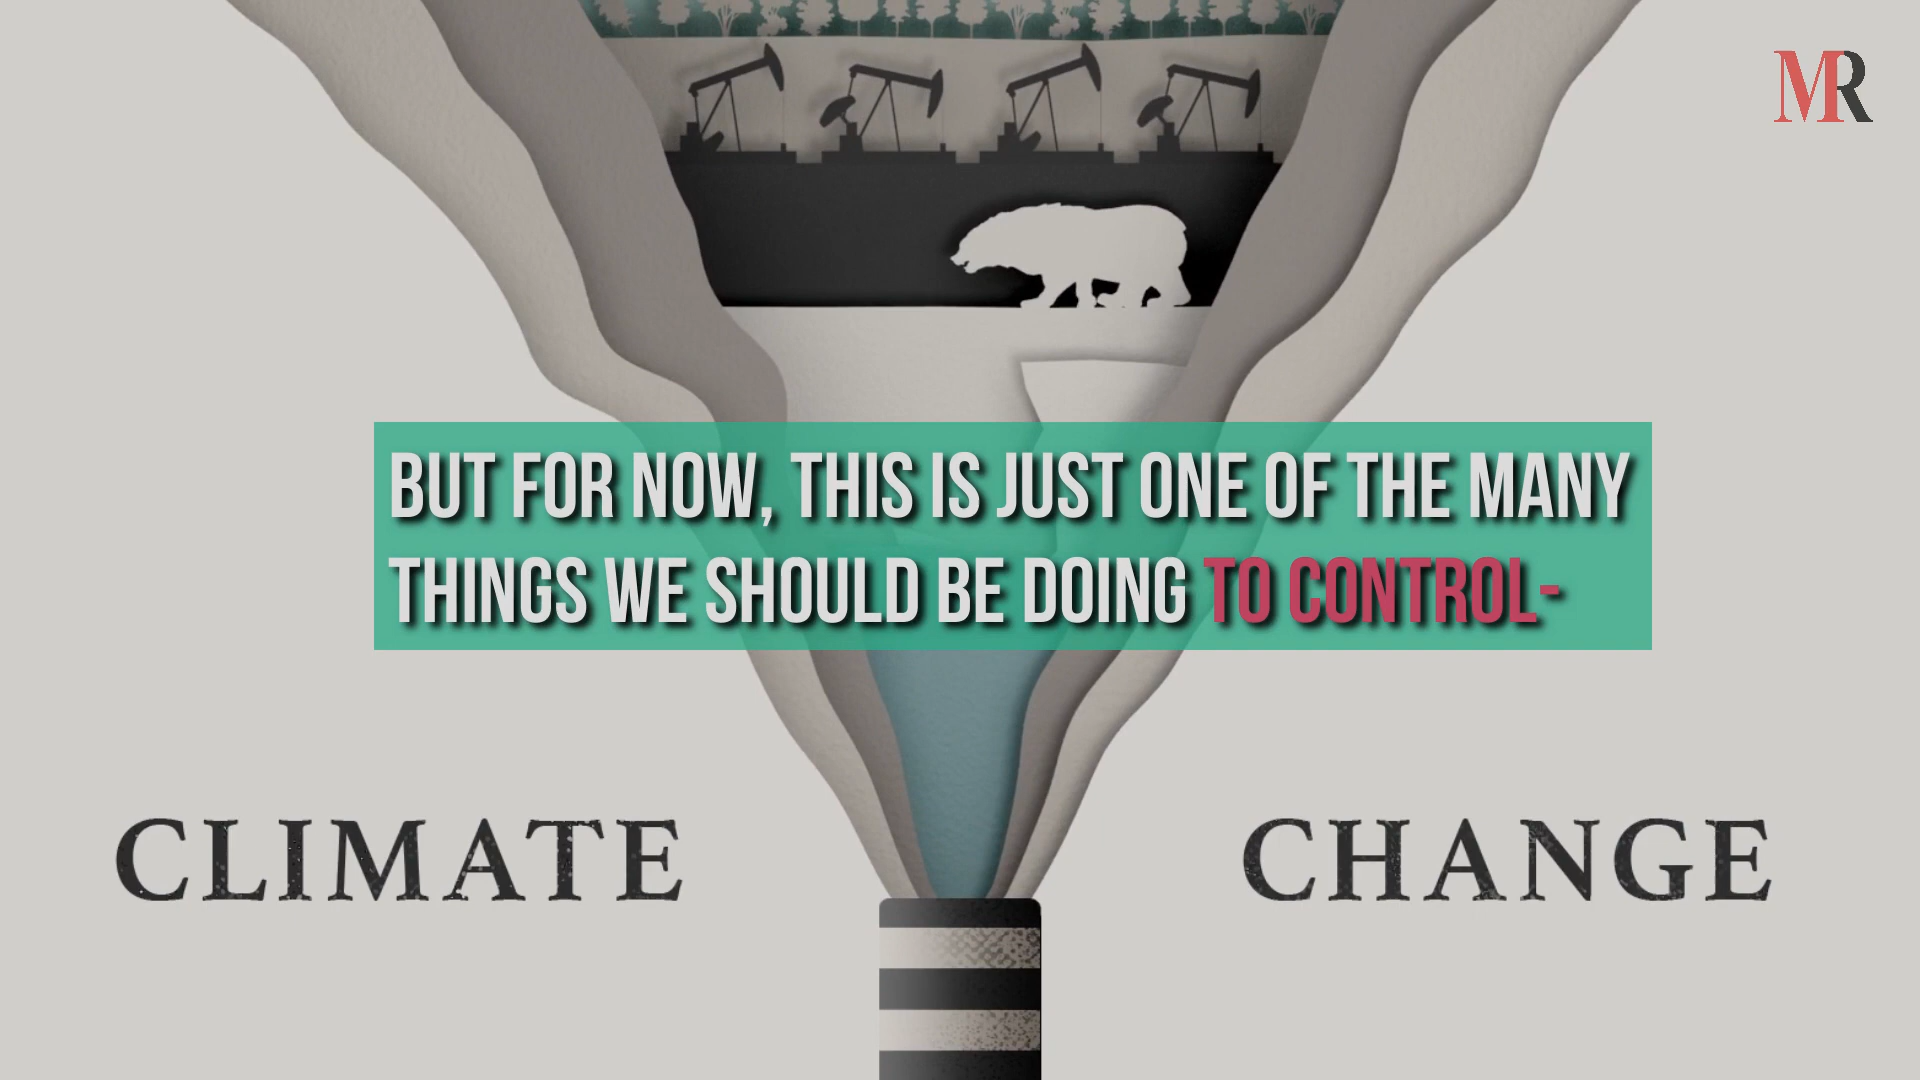 MR
BUT FOR NOW, THIS IS JUST ONE OF THE MANY
THINGS WE SHOULD BE DOING TO CONTROL-
CLIMATE CHANGE